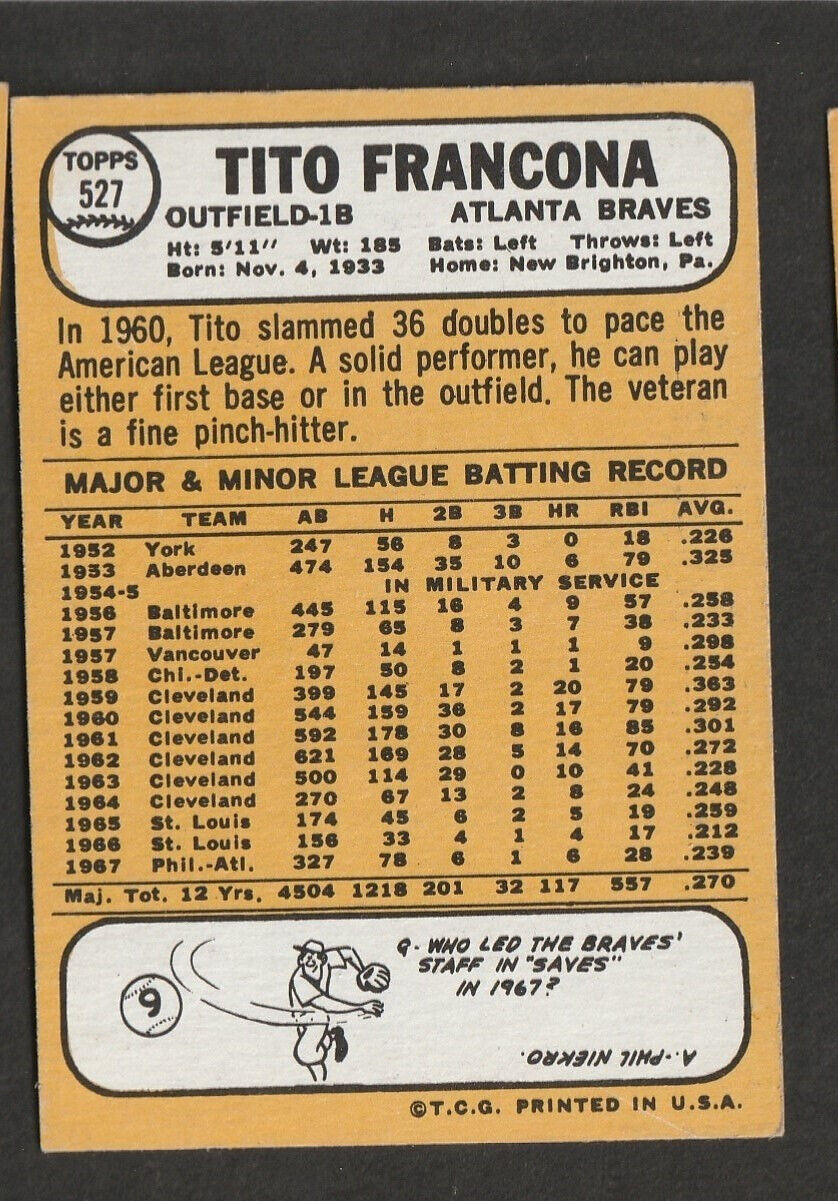 TOPPS
527
TITO FRANCONA
OUTFIELD-1B ATLANTA BRAVES
Ht: 5'11" Wt: 185 Bats: Left Throws: Left
Born: Nov. 4, 1933 Home: New Brighton, Pa.
In 1960, Tito slammed 36 doubles to pace the
American League. A solid performer, he can play
either first base or in the outfield. The veteran
is a fine pinch-hitter.
MAJOR & MINOR LEAGUE BATTING RECORD
YEAR TEAM AB H 2B 3B HR RBI AVG.
1952 York 247 56 8 3 0 18 .226
1953 Aberdeen 474 154 35 10 6 79 .325
1954-5 IN MILITARY SERVICE
1956 Baltimore 445 115 16 4 9 57 .258
1957 Baltimore 279 65 8 3 7 38 .233
1957 Vancouver 47 14 1 1 1 9 .298
1958 Chi.-Det. 197 50 8 2 1 20 .254
1959 Cleveland 399 145 17 2 20 79 .363
1960 Cleveland 544 159 36 2 17 79 .292
1961 Cleveland 592 178 30 8 16 85 .301
1962 Cleveland 621 169 28 5 14 70 .272
1963 Cleveland 500 114 29 0 10 41 .228
1964 Cleveland 270 67 13 2 8 24 .248
1965 St. Louis 174 45 6 2 5 19 .259
1966 St. Louis 156 33 4 1 4 17 .212
1967 Phil.-Atl. 327 78 6 1 6 28 .239
Maj. Tot. 12 Yrs. 4504 1218 201 32 117 557 .270
9
Q- WHO LED THE BRAVES'
STAFF IN "SAVES"
IN 1967?
A.-PHIL NIEKRO.
©T.C.G. PRINTED IN U.S.A.